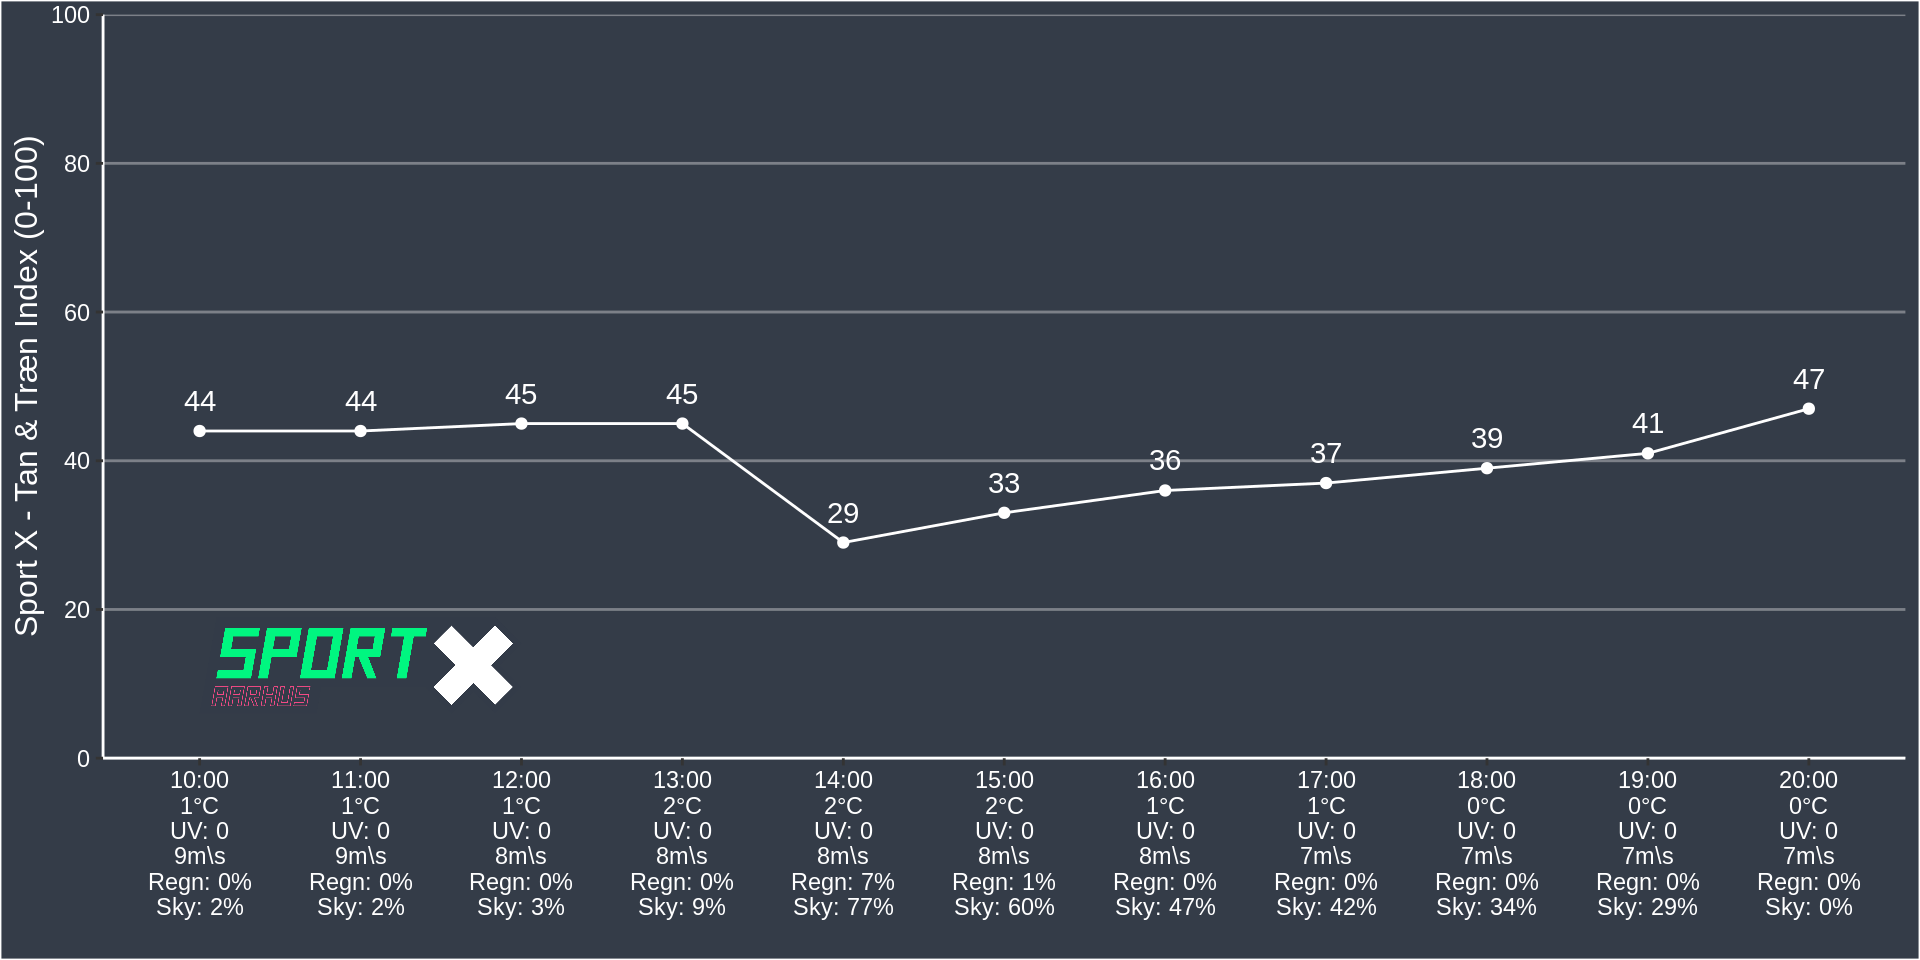 Sport X - Tan & Træn Index (0-100)
100
80
60
40
20
0
44 44 45 45 29 33 36 37 39 41 47
SPORT X
AARHUS
10:00 11:00 12:00 13:00 14:00 15:00 16:00 17:00 18:00 19:00 20:00
1°C 1°C 1°C 2°C 2°C 2°C 1°C 1°C 0°C 0°C 0°C
UV: 0 UV: 0 UV: 0 UV: 0 UV: 0 UV: 0 UV: 0 UV: 0 UV: 0 UV: 0 UV: 0
9m\s 9m\s 8m\s 8m\s 8m\s 8m\s 8m\s 7m\s 7m\s 7m\s 7m\s
Regn: 0% Regn: 0% Regn: 0% Regn: 0% Regn: 7% Regn: 1% Regn: 0% Regn: 0% Regn: 0% Regn: 0% Regn: 0%
Sky: 2% Sky: 2% Sky: 3% Sky: 9% Sky: 77% Sky: 60% Sky: 47% Sky: 42% Sky: 34% Sky: 29% Sky: 0%